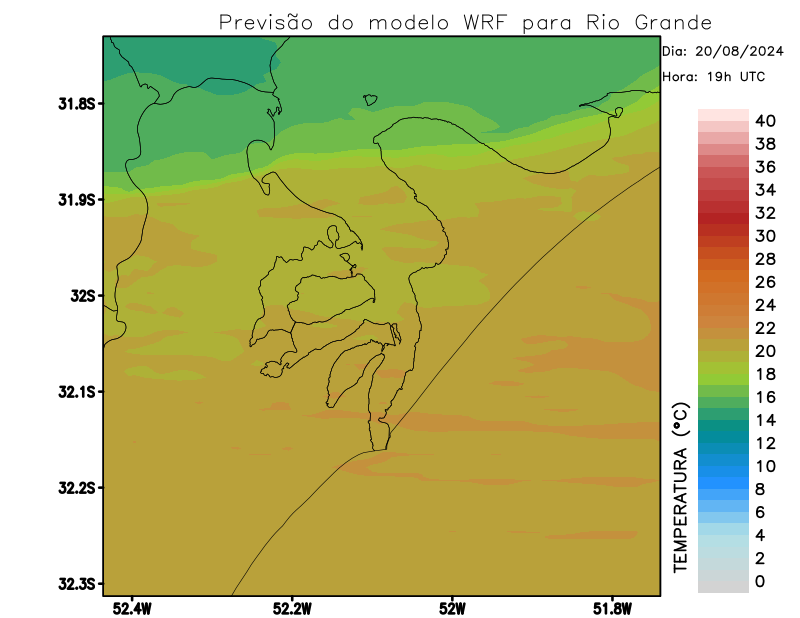 Previsão do modelo WRF para Rio Grande
Dia: 20/08/2024
Hora: 19h UTC
31.8S
31.9S
32S
32.1S
32.2S
32.3S
52.4W
52.2W
52W
51.8W
TEMPERATURA (°C)
40
38
36
34
32
30
28
26
24
22
20
18
16
14
12
10
8
6
4
2
0